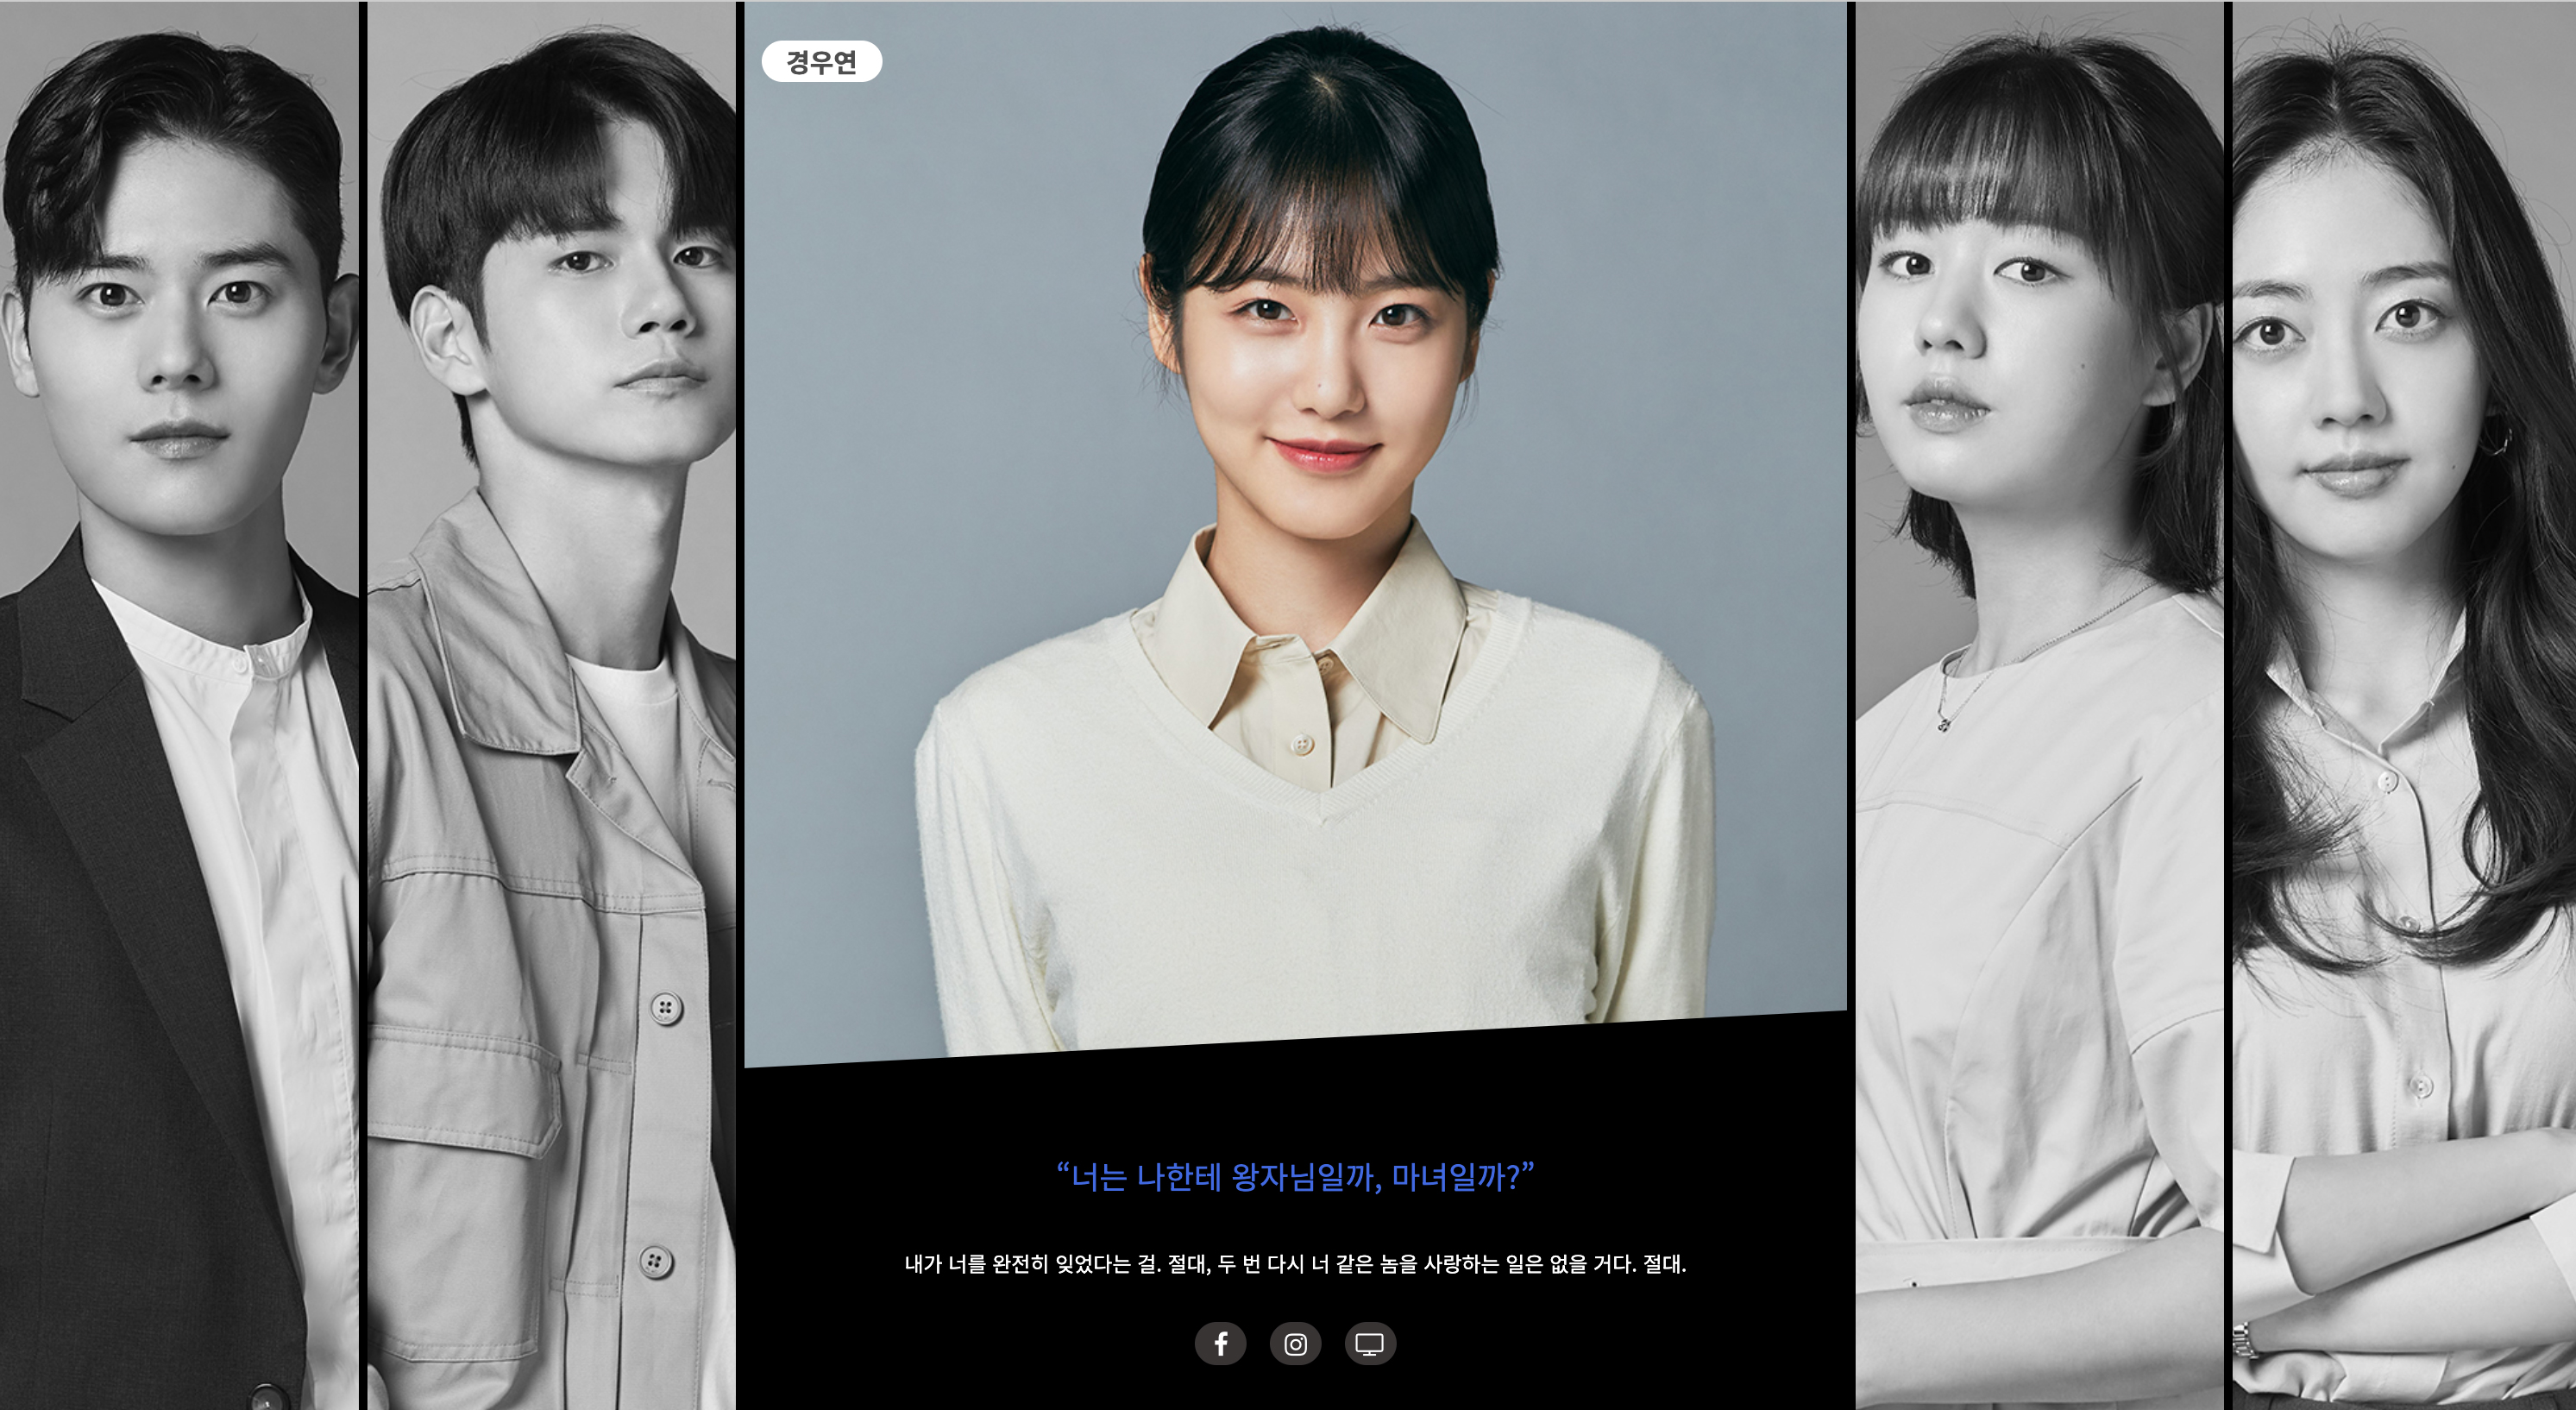 경우연
“너는 나한테 왕자님일까, 마녀일까?”
내가 너를 완전히 잊었다는 걸. 절대, 두 번 다시 너 같은 놈을 사랑하는 일은 없을 거다. 절대.